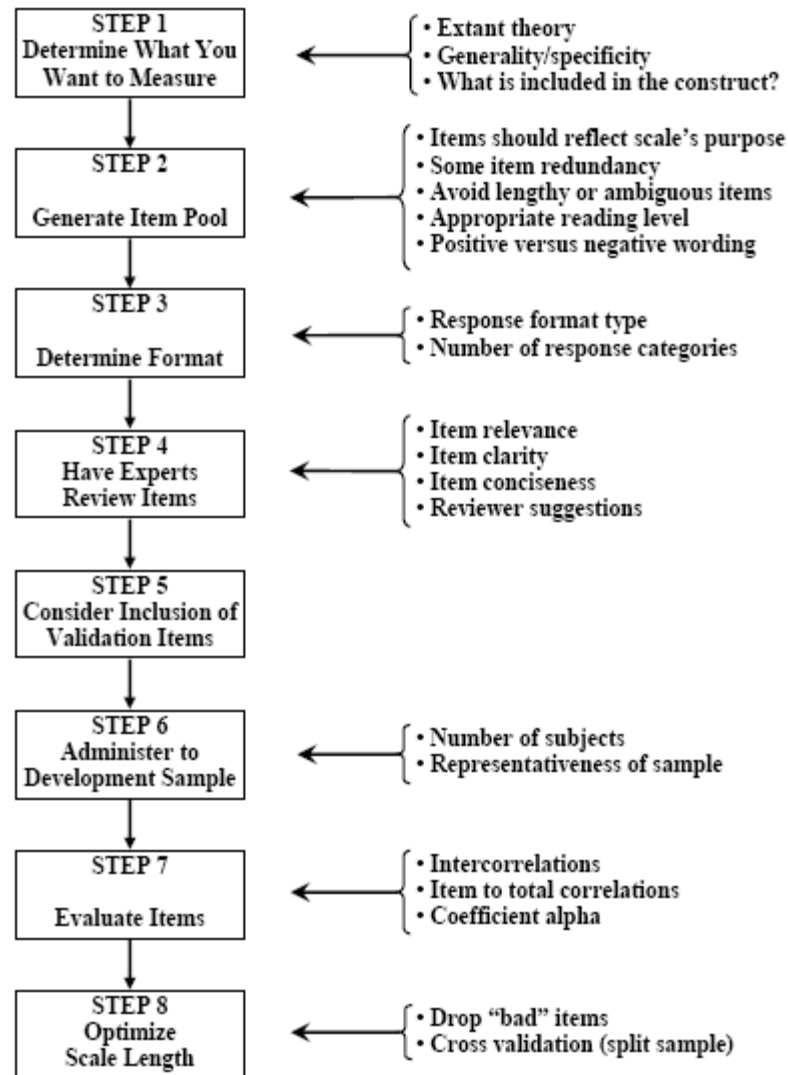 STEP 1
Determine What You
Want to Measure
• Extant theory
• Generality/specificity
• What is included in the construct?
STEP 2
Generate Item Pool
• Items should reflect scale's purpose
• Some item redundancy
• Avoid lengthy or ambiguous items
• Appropriate reading level
• Positive versus negative wording
STEP 3
Determine Format
• Response format type
• Number of response categories
STEP 4
Have Experts
Review Items
• Item relevance
• Item clarity
• Item conciseness
• Reviewer suggestions
STEP 5
Consider Inclusion of
Validation Items
STEP 6
Administer to
Development Sample
• Number of subjects
• Representativeness of sample
STEP 7
Evaluate Items
• Intercorrelations
• Item to total correlations
• Coefficient alpha
STEP 8
Optimize
Scale Length
• Drop “bad” items
• Cross validation (split sample)